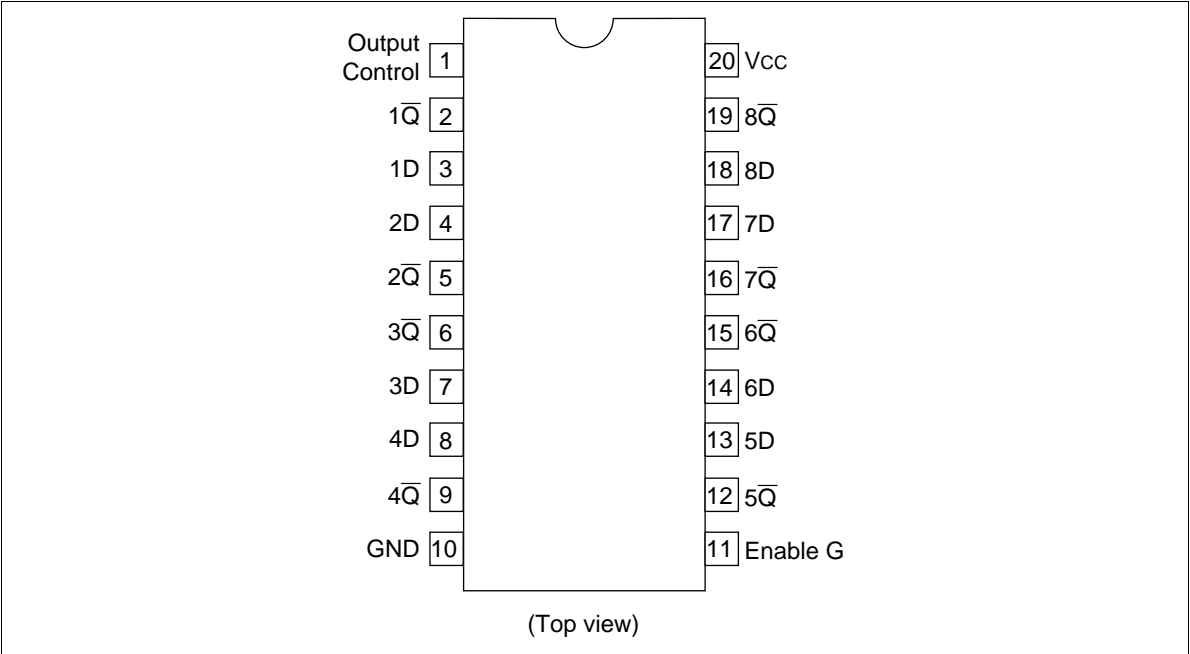 Output
Control 1
1Q̅ 2
1D 3
2D 4
2Q̅ 5
3Q̅ 6
3D 7
4D 8
4Q̅ 9
GND 10
20 VCC
19 8Q̅
18 8D
17 7D
16 7Q̅
15 6Q̅
14 6D
13 5D
12 5Q̅
11 Enable G
(Top view)